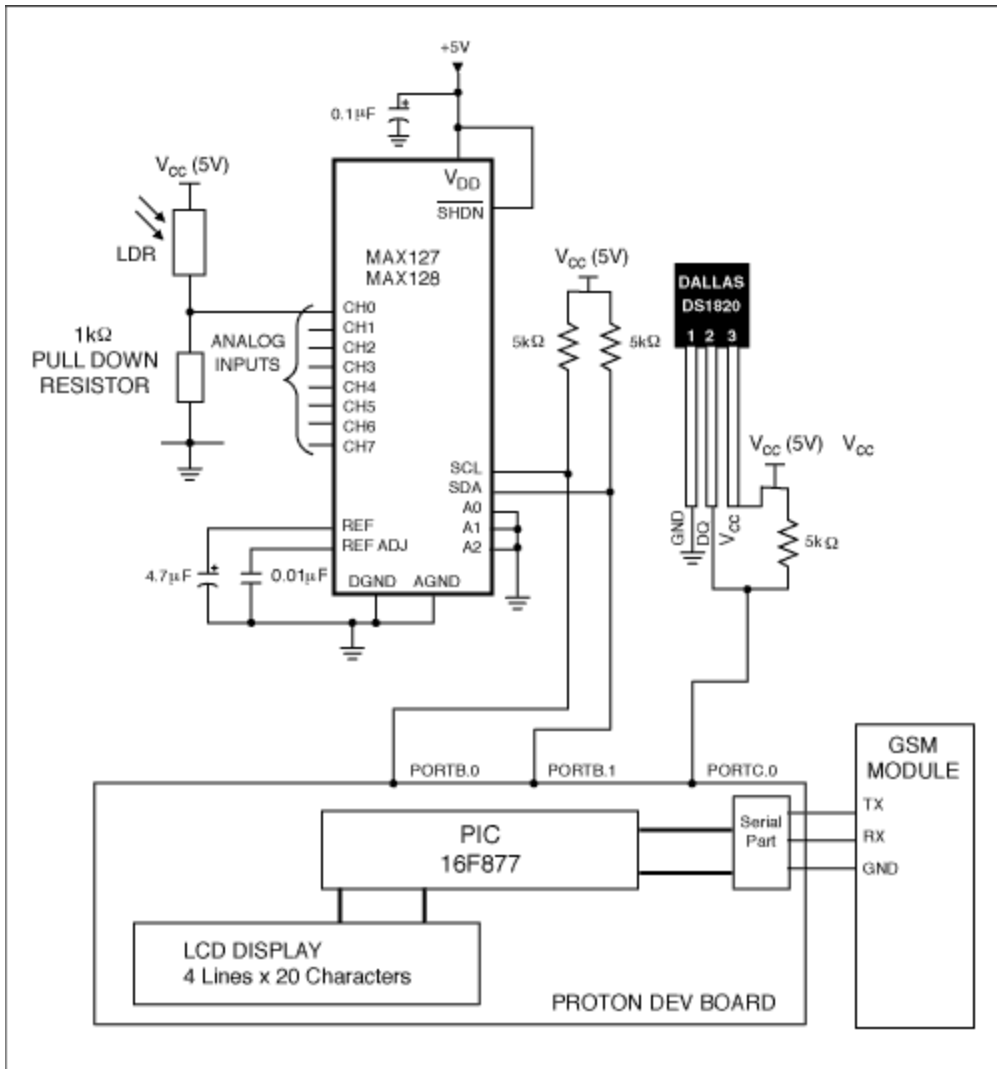 +5V
0.1µF
VCC (5V)
VDD
SHDN
LDR
MAX127
MAX128
VCC (5V)
DALLAS
DS1820
1 2 3
CH0
CH1
CH2
CH3
CH4
CH5
CH6
CH7
ANALOG
INPUTS
1kΩ
PULL DOWN
RESISTOR
5kΩ
5kΩ
VCC (5V)
VCC
SCL
SDA
A0
A1
A2
GND
DQ
VCC
5kΩ
REF
REF ADJ
4.7µF
0.01µF
DGND
AGND
PORTB.0
PORTB.1
PORTC.0
GSM
MODULE
TX
RX
GND
Serial
Part
PIC
16F877
LCD DISPLAY
4 Lines x 20 Characters
PROTON DEV BOARD